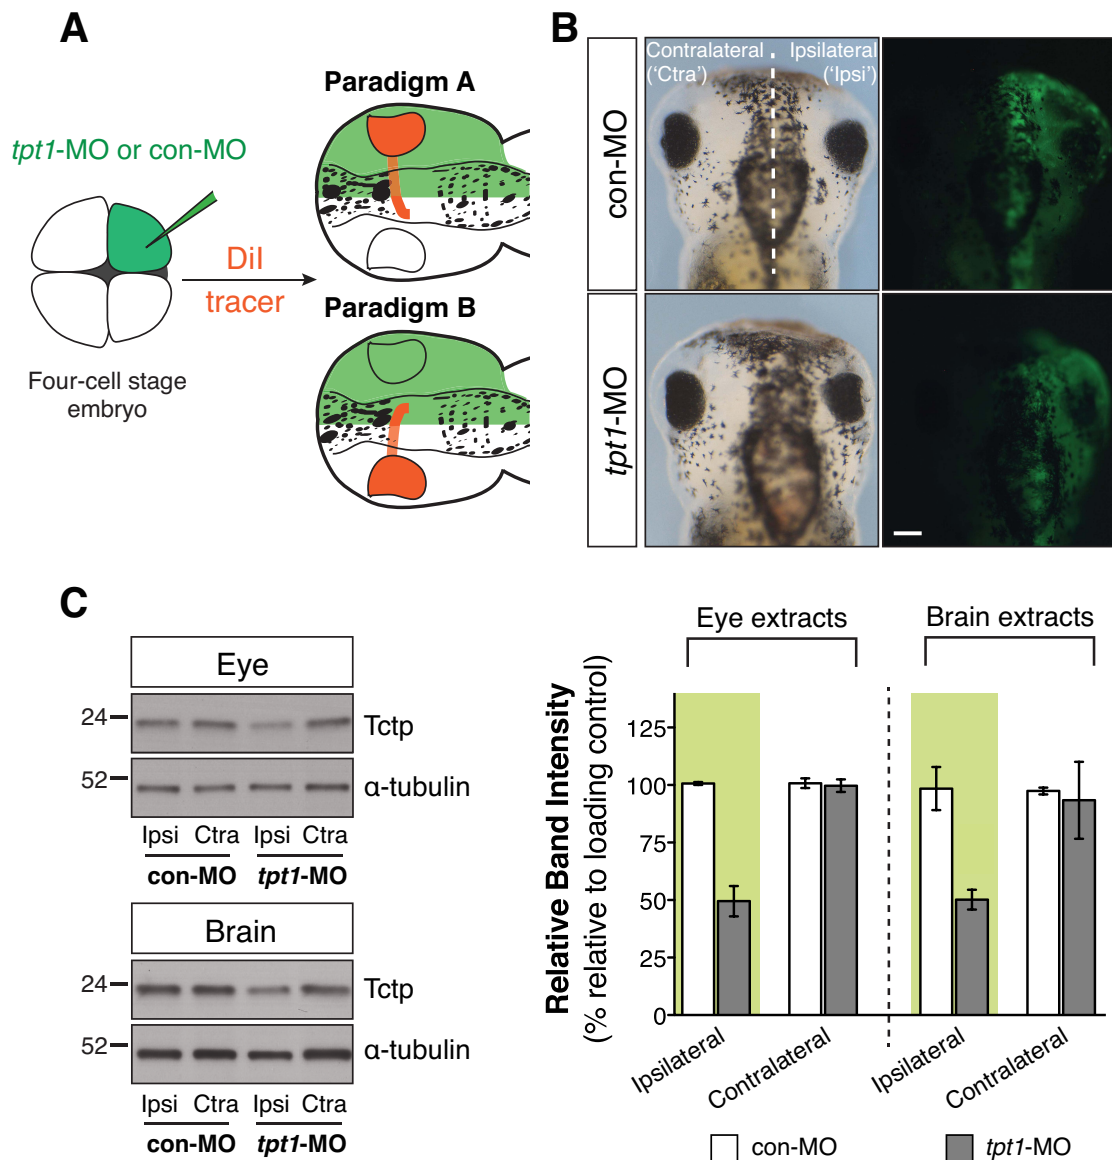 A
tpt1-MO or con-MO
Four-cell stage
embryo
DiI
tracer
Paradigm A
Paradigm B
B
con-MO
tpt1-MO
Contralateral
('Ctra')
Ipsilateral
('Ipsi')
C
Eye
24
Tctp
52
α-tubulin
Ipsi Ctra Ipsi Ctra
con-MO tpt1-MO
Brain
24
Tctp
52
α-tubulin
Ipsi Ctra Ipsi Ctra
con-MO tpt1-MO
Eye extracts
Brain extracts
Relative Band Intensity
(% relative to loading control)
125
100
75
50
25
0
Ipsilateral
Contralateral
Ipsilateral
Contralateral
con-MO
tpt1-MO